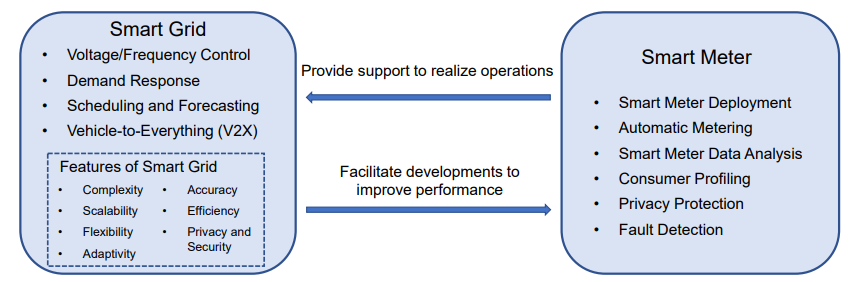 Smart Grid
• Voltage/Frequency Control
• Demand Response
• Scheduling and Forecasting
• Vehicle-to-Everything (V2X)
Features of Smart Grid
• Complexity
• Scalability
• Flexibility
• Adaptivity
• Accuracy
• Efficiency
• Privacy and
Security
Provide support to realize operations
Facilitate developments to
improve performance
Smart Meter
• Smart Meter Deployment
• Automatic Metering
• Smart Meter Data Analysis
• Consumer Profiling
• Privacy Protection
• Fault Detection